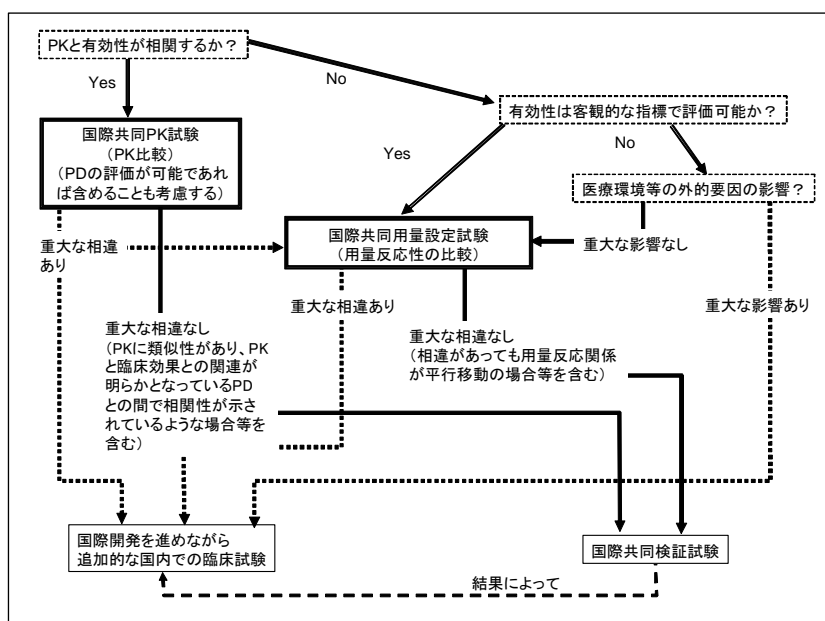 PKと有効性が相関するか？
Yes
No
有効性は客観的な指標で評価可能か？
国際共同PK試験
（PK比較）
（PDの評価が可能であれ
ば含めることも考慮する）
Yes
No
医療環境等の外的要因の影響？
重大な相違
あり
国際共同用量設定試験
（用量反応性の比較）
重大な影響なし
重大な相違あり
重大な影響あり
重大な相違なし
（PKに類似性があり、PK
と臨床効果との関連が
明らかとなっているPD
との間で相関性が示さ
れているような場合等を
含む）
重大な相違なし
（相違があっても用量反応関係
が平行移動の場合等を含む）
国際開発を進めながら
追加的な国内での臨床試験
国際共同検証試験
結果によって